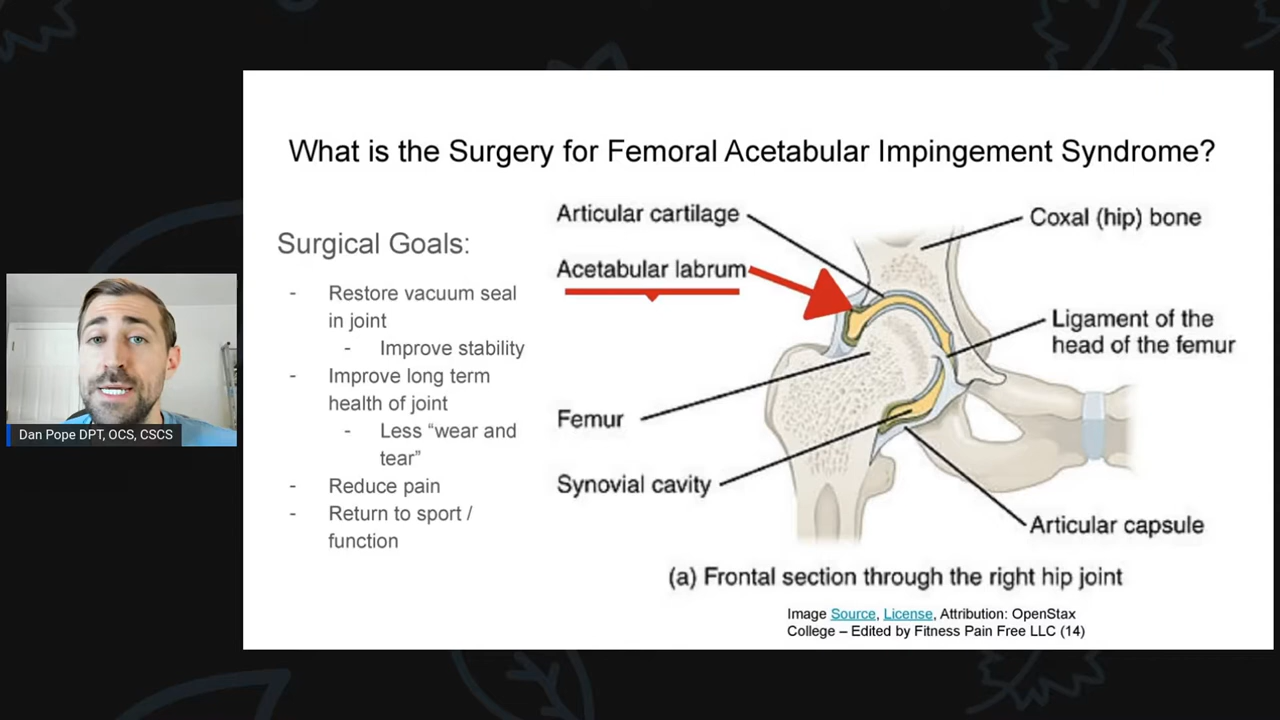 What is the Surgery for Femoral Acetabular Impingement Syndrome?
Surgical Goals:
- Restore vacuum seal
in joint
- Improve stability
- Improve long term
health of joint
- Less “wear and
tear”
- Reduce pain
- Return to sport /
function
Articular cartilage
Acetabular labrum
Femur
Synovial cavity
Coxal (hip) bone
Ligament of the
head of the femur
Articular capsule
(a) Frontal section through the right hip joint
Image Source, License, Attribution: OpenStax
College – Edited by Fitness Pain Free LLC (14)
Dan Pope DPT, OCS, CSCS